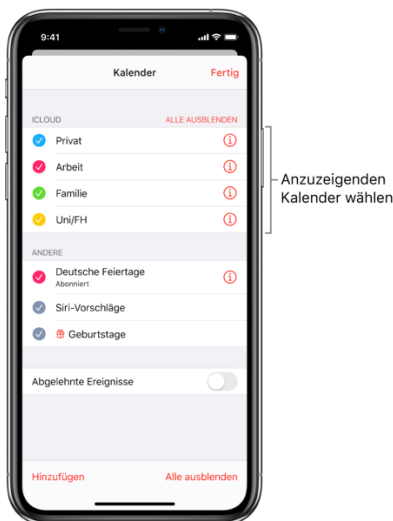 9:41
Kalender Fertig
ICLOUD ALLE AUSBLENDEN
Privat
Arbeit
Familie
Uni/FH
ANDERE
Deutsche Feiertage
Abonniert
Siri-Vorschläge
Geburtstage
Abgelehnte Ereignisse
Hinzufügen Alle ausblenden
Anzuzeigenden
Kalender wählen